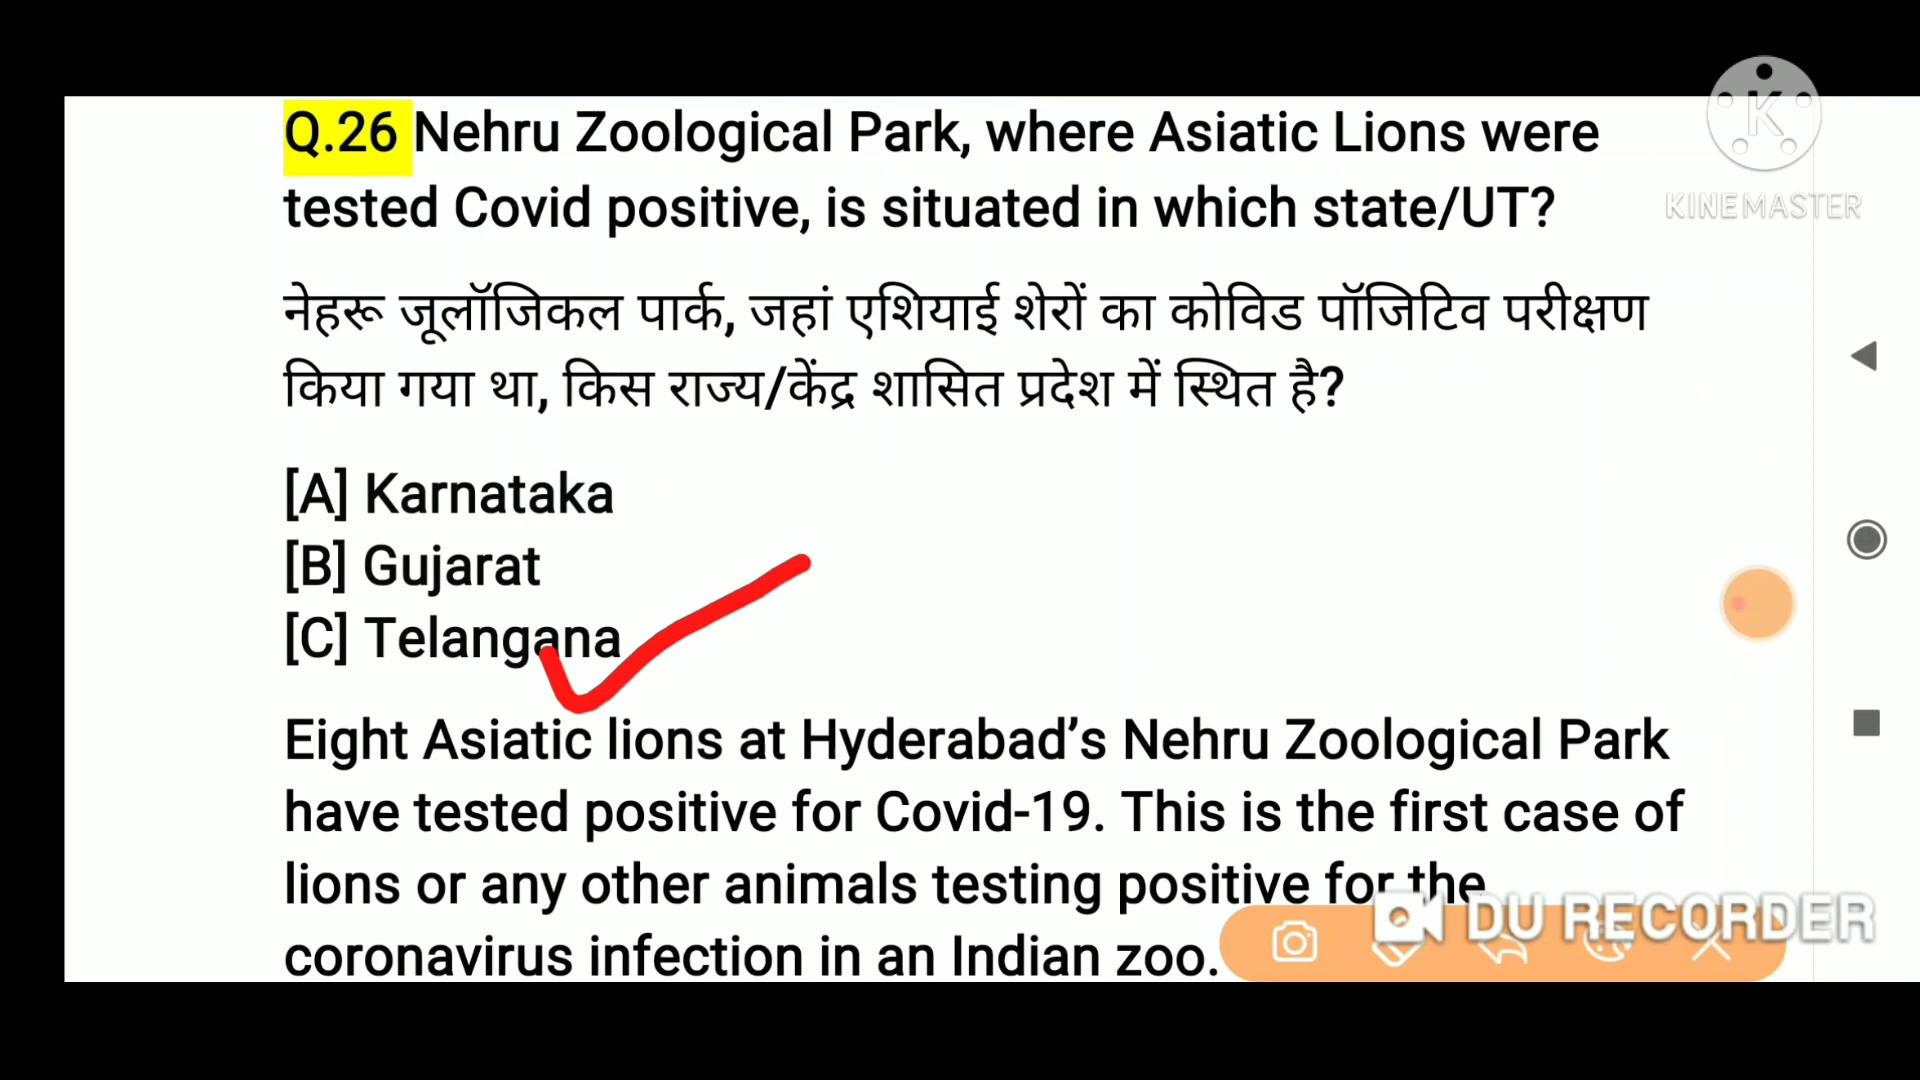 Q.26 Nehru Zoological Park, where Asiatic Lions were
tested Covid positive, is situated in which state/UT?
नेहरू जूलॉजिकल पार्क, जहां एशियाई शेरों का कोविड पॉजिटिव परीक्षण
किया गया था, किस राज्य/केंद्र शासित प्रदेश में स्थित है?
[A] Karnataka
[B] Gujarat
[C] Telangana
Eight Asiatic lions at Hyderabad’s Nehru Zoological Park
have tested positive for Covid-19. This is the first case of
lions or any other animals testing positive for the
coronavirus infection in an Indian zoo.
K
KINEMASTER
DU RECORDER